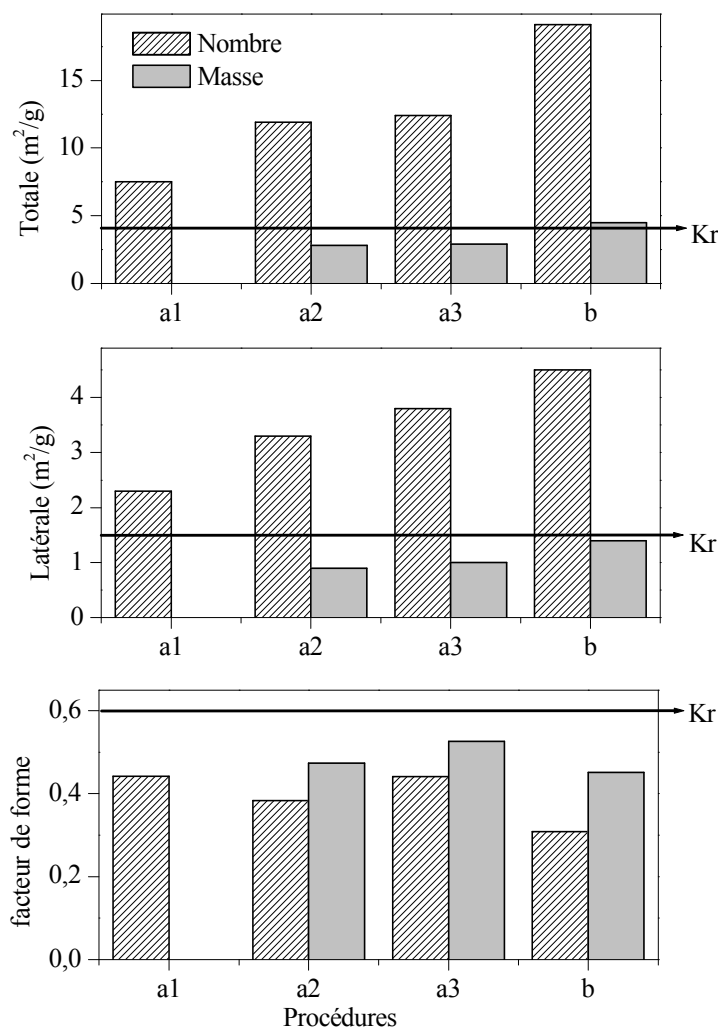 Nombre
Masse
Totale (m²/g)
15
10
5
0
Kr
a1 a2 a3 b
Latérale (m²/g)
4
3
2
1
0
Kr
a1 a2 a3 b
facteur de forme
0,6
0,4
0,2
0,0
Kr
a1 a2 a3 b
Procédures